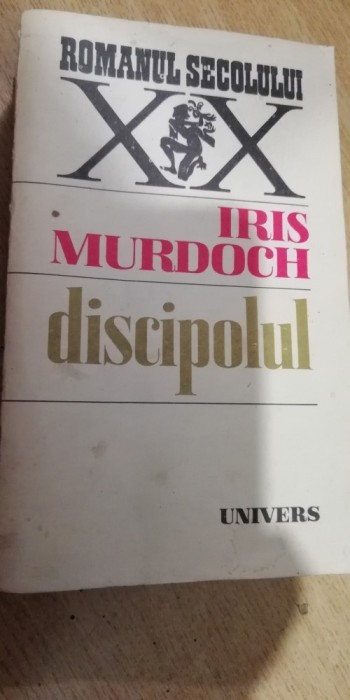 ROMANUL SECOLULUI
XX
IRIS
MURDOCH
discipolul
UNIVERS